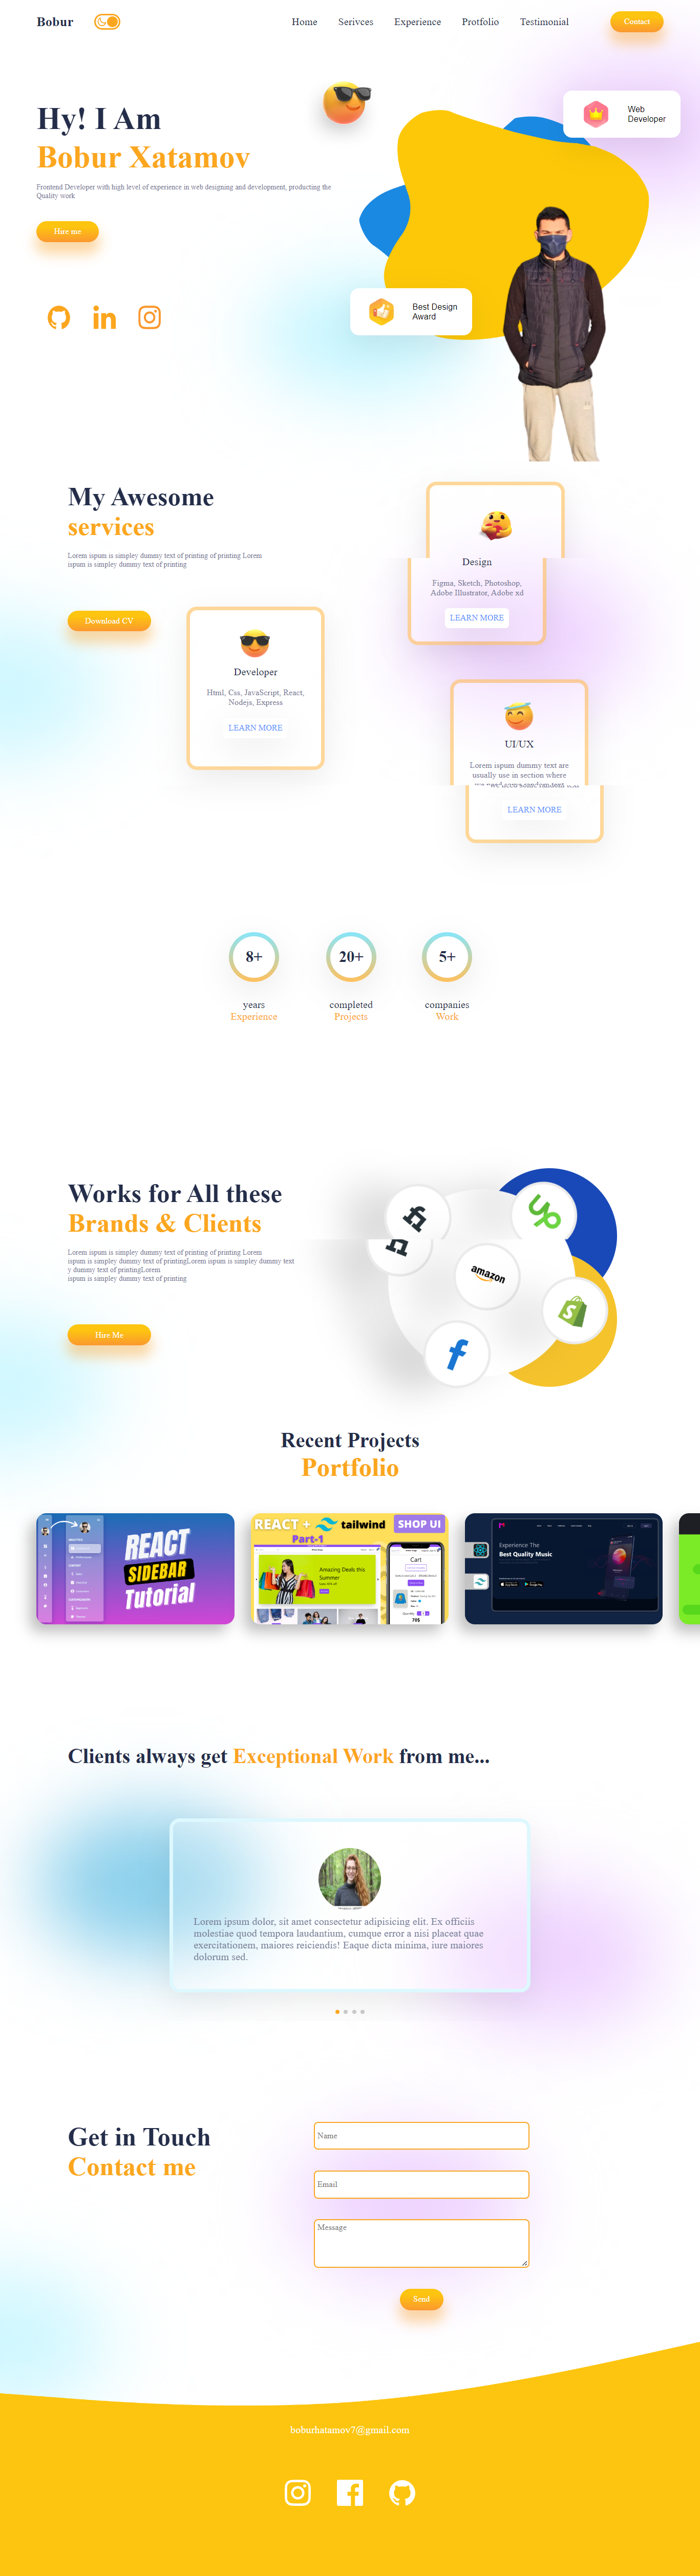 Bobur
Home
Serivces
Experience
Protfolio
Testimonial
Contact
Hy! I Am
Bobur Xatamov
Frontend Developer with high level of experience in web designing and development, producting the
Quality work
Hire me
Web
Developer
Best Design
Award
My Awesome
services
Lorem ispum is simpley dummy text of printing of printing Lorem
ispum is simpley dummy text of printing
Download CV
Design
Figma, Sketch, Photoshop,
Adobe Illustrator, Adobe xd
LEARN MORE
Developer
Html, Css, JavaScript, React,
Nodejs, Express
LEARN MORE
UI/UX
Lorem ispum dummy text are
usually use in section where
LEARN MORE
8+
years
Experience
20+
completed
Projects
5+
companies
Work
Works for All these
Brands & Clients
Lorem ispum is simpley dummy text of printing of printing Lorem
ispum is simpley dummy text of printingLorem ispum is simpley dummy text
y dummy text of printingLorem
ispum is simpley dummy text of printing
Hire Me
Up
amazon
f
Recent Projects
Portfolio
REACT
SIDEBAR
Tutorial
REACT + tailwind SHOP UI
Part-1
Amazing Deals this
Summer
Cart
70$
Experience The
Best Quality Music
Clients always get Exceptional Work from me...
Lorem ipsum dolor, sit amet consectetur adipisicing elit. Ex officiis
molestiae quod tempora laudantium, cumque error a nisi placeat quae
exercitationem, maiores reiciendis! Eaque dicta minima, iure maiores
dolorum sed.
Get in Touch
Contact me
Name
Email
Message
Send
boburhatamov7@gmail.com